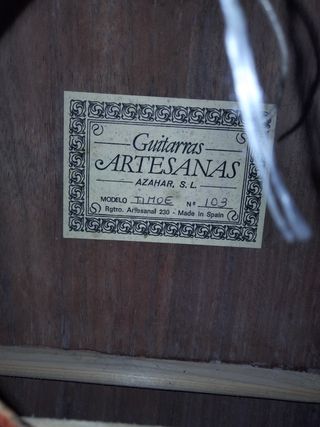 Guitarras
ARTESANAS
AZAHAR, S. L.
MODELO TIMOE Nº 103
Rgtro. Artesanal 230 - Made in Spain